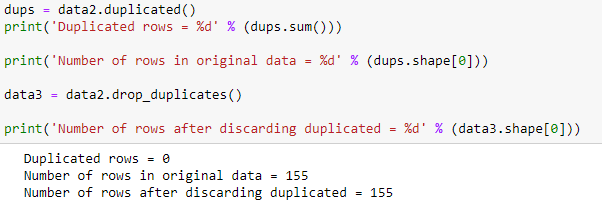 dups = data2.duplicated()
print('Duplicated rows = %d' % (dups.sum()))
print('Number of rows in original data = %d' % (dups.shape[0]))
data3 = data2.drop_duplicates()
print('Number of rows after discarding duplicated = %d' % (data3.shape[0]))
Duplicated rows = 0
Number of rows in original data = 155
Number of rows after discarding duplicated = 155